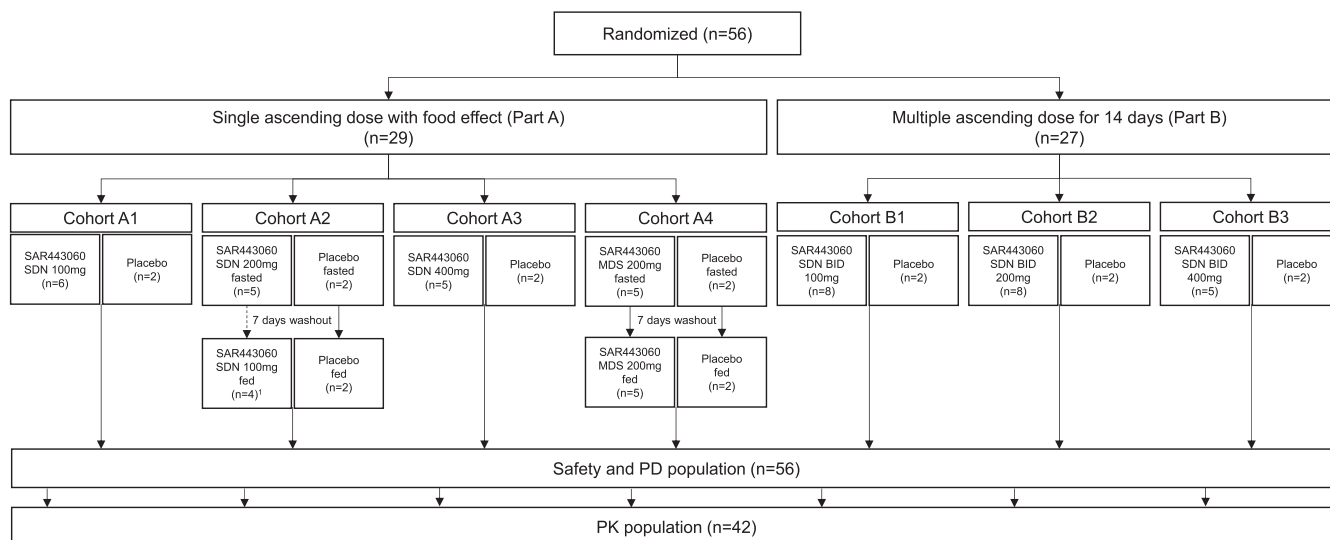 Randomized (n=56)
Single ascending dose with food effect (Part A)
(n=29)
Multiple ascending dose for 14 days (Part B)
(n=27)
Cohort A1
SAR443060
SDN 100mg
(n=6)
Placebo
(n=2)
Cohort A2
SAR443060
SDN 200mg
fasted
(n=5)
Placebo
fasted
(n=2)
7 days washout
SAR443060
SDN 100mg
fed
(n=4)¹
Placebo
fed
(n=2)
Cohort A3
SAR443060
SDN 400mg
(n=5)
Placebo
(n=2)
Cohort A4
SAR443060
MDS 200mg
fasted
(n=5)
Placebo
fasted
(n=2)
7 days washout
SAR443060
MDS 200mg
fed
(n=5)
Placebo
fed
(n=2)
Cohort B1
SAR443060
SDN BID
100mg
(n=8)
Placebo
(n=2)
Cohort B2
SAR443060
SDN BID
200mg
(n=8)
Placebo
(n=2)
Cohort B3
SAR443060
SDN BID
400mg
(n=5)
Placebo
(n=2)
Safety and PD population (n=56)
PK population (n=42)